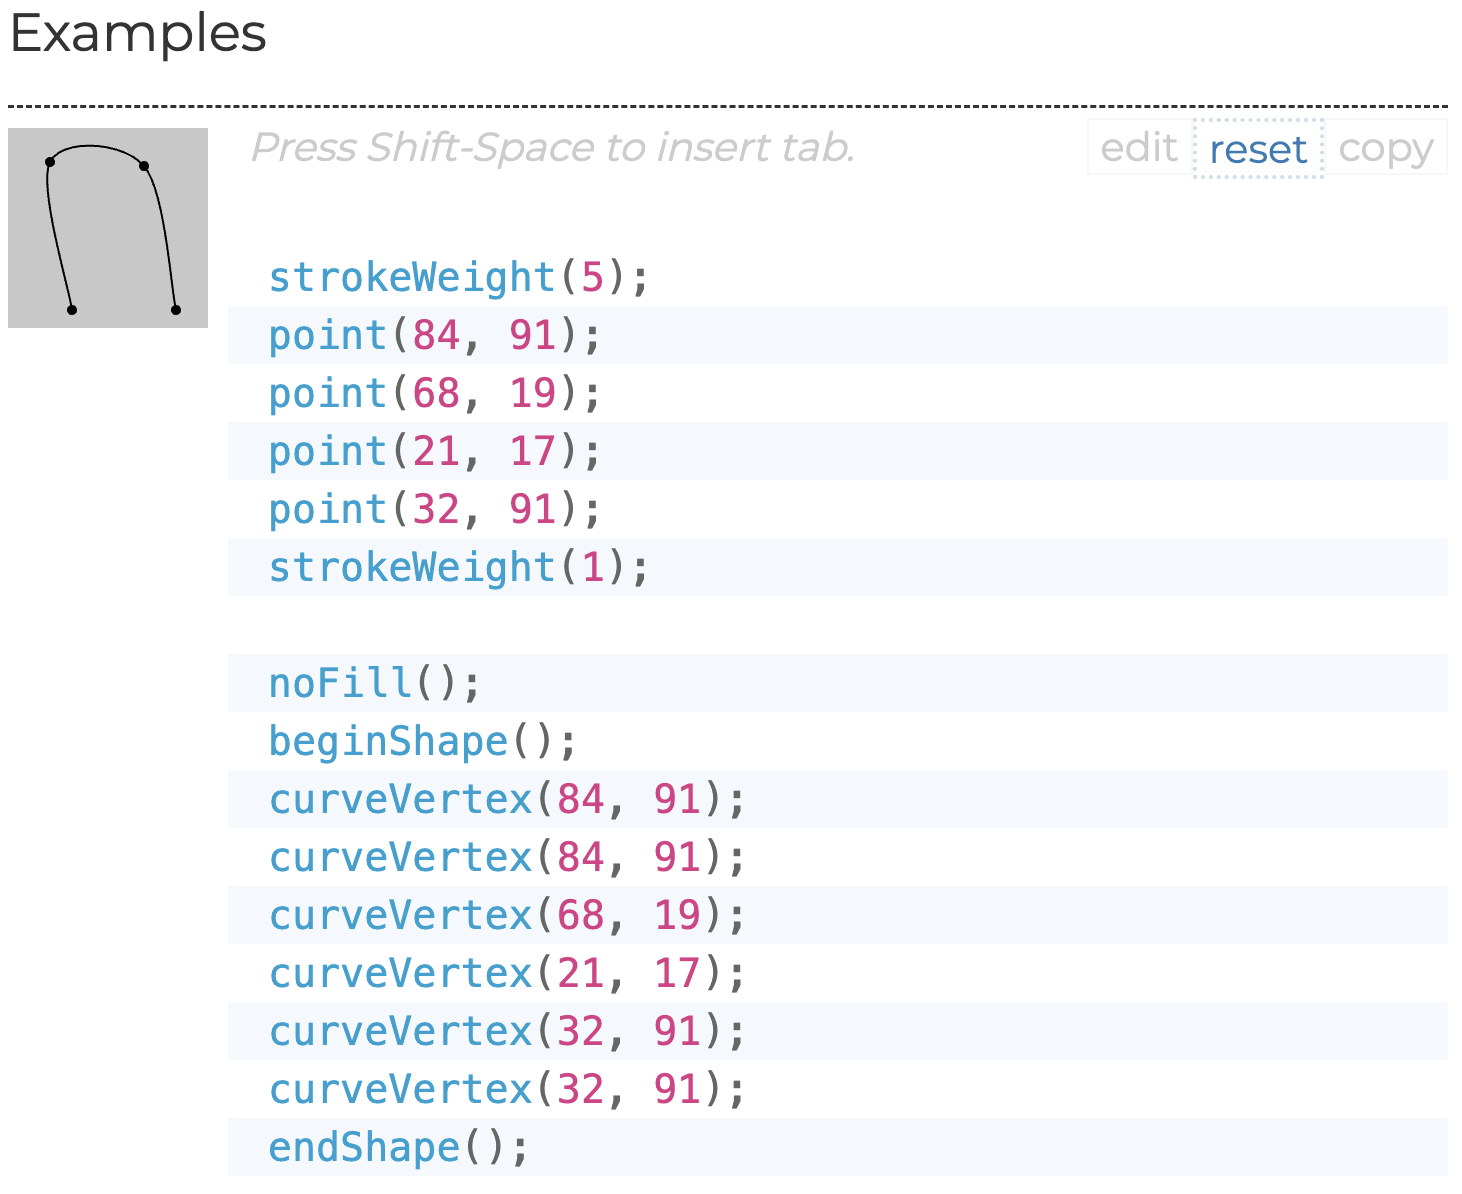 Examples
Press Shift-Space to insert tab.
edit reset copy
strokeWeight(5);
point(84, 91);
point(68, 19);
point(21, 17);
point(32, 91);
strokeWeight(1);
noFill();
beginShape();
curveVertex(84, 91);
curveVertex(84, 91);
curveVertex(68, 19);
curveVertex(21, 17);
curveVertex(32, 91);
curveVertex(32, 91);
endShape();